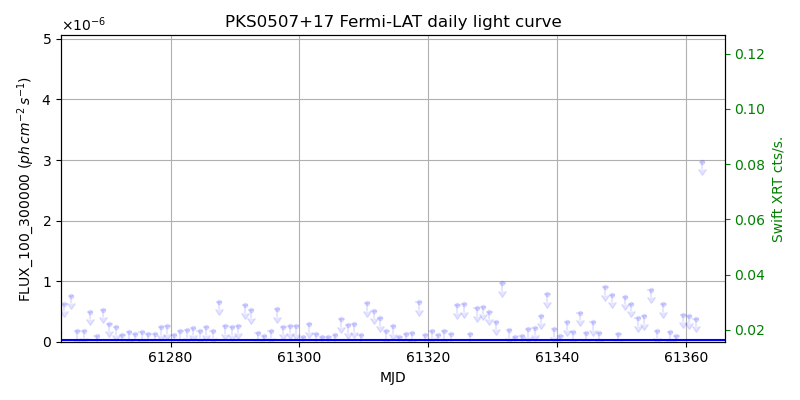 PKS0507+17 Fermi-LAT daily light curve
×10⁻⁶
5
4
3
2
1
0
FLUX_100_300000 (ph cm⁻² s⁻¹)
0.12
0.10
0.08
0.06
0.04
0.02
Swift XRT cts/s.
61280 61300 61320 61340 61360
MJD